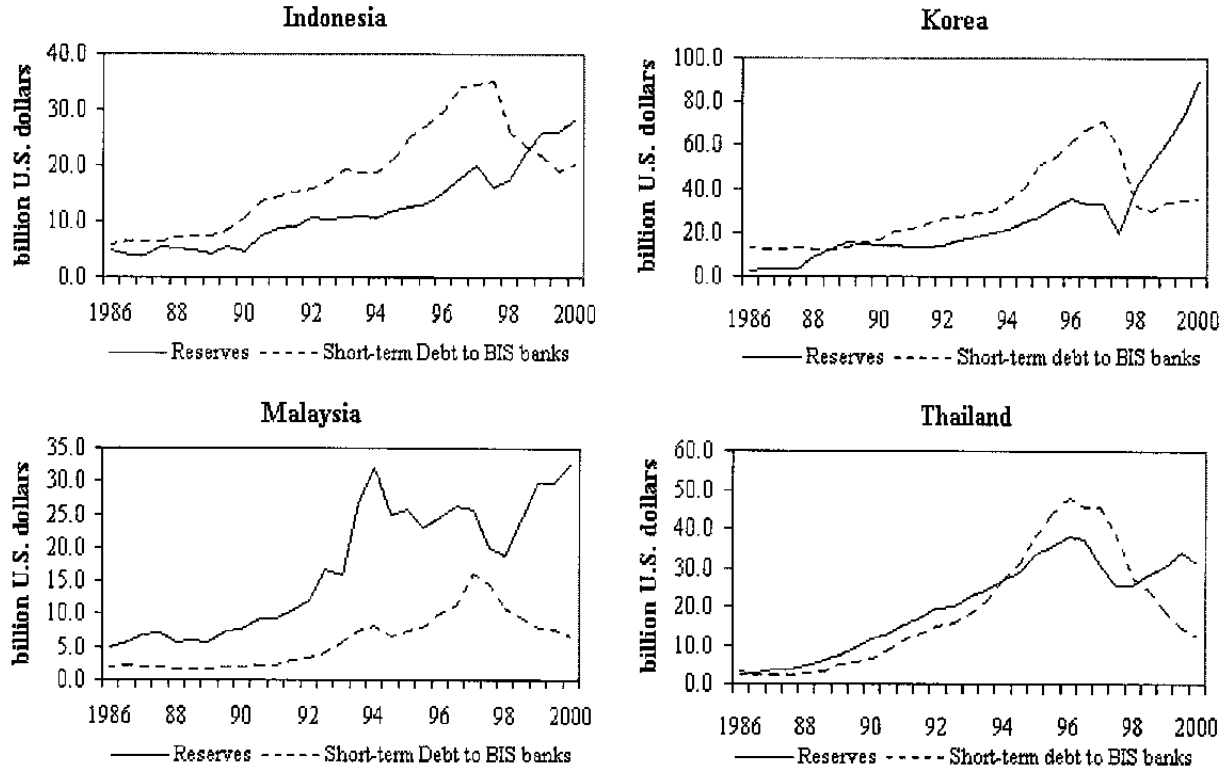 Indonesia
billion U.S. dollars
40.0
30.0
20.0
10.0
0.0
1986 88 90 92 94 96 98 2000
Reserves Short-term Debt to BIS banks
Korea
billion U.S. dollars
100.0
80.0
60.0
40.0
20.0
0.0
1986 88 90 92 94 96 98 2000
Reserves Short-term debt to BIS banks
Malaysia
billion U.S. dollars
35.0
30.0
25.0
20.0
15.0
10.0
5.0
0.0
1986 88 90 92 94 96 98 2000
Reserves Short-term Debt to BIS banks
Thailand
billion U.S. dollars
60.0
50.0
40.0
30.0
20.0
10.0
0.0
1986 88 90 92 94 96 98 2000
Reserves Short-term debt to BIS banks